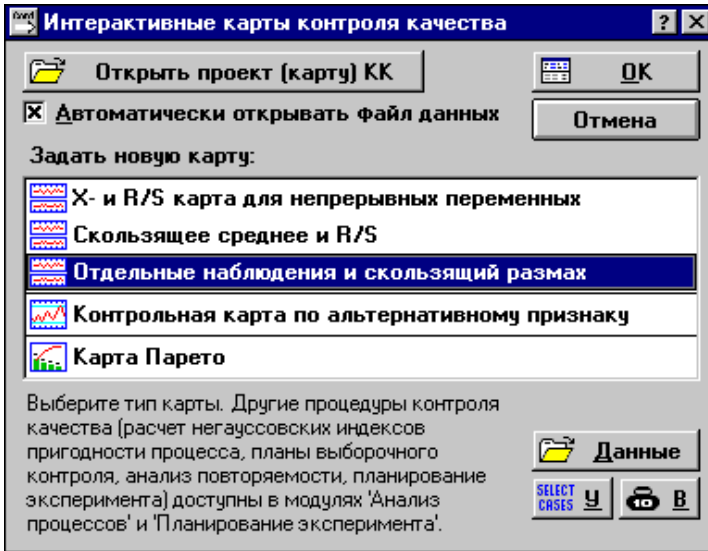 Интерактивные карты контроля качества
Открыть проект (карту) КК
OK
Автоматически открывать файл данных
Отмена
Задать новую карту:
X- и R/S карта для непрерывных переменных
Скользящее среднее и R/S
Отдельные наблюдения и скользящий размах
Контрольная карта по альтернативному признаку
Карта Парето
Выберите тип карты. Другие процедуры контроля
качества (расчет негауссовских индексов
пригодности процесса, планы выборочного
контроля, анализ повторяемости, планирование
эксперимента) доступны в модулях 'Анализ
процессов' и 'Планирование эксперимента'.
Данные
SELECT
CASES У
В